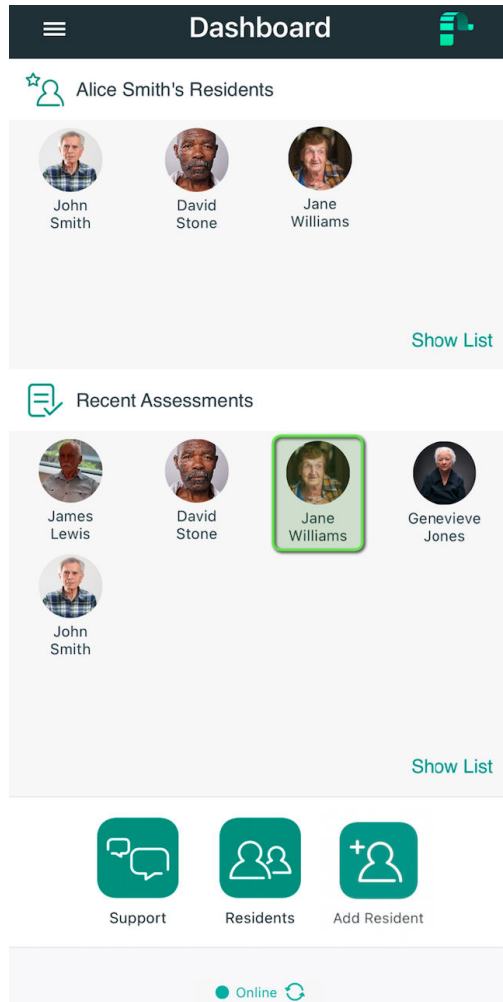 Dashboard
Alice Smith's Residents
John
Smith
David
Stone
Jane
Williams
Show List
Recent Assessments
James
Lewis
David
Stone
Jane
Williams
Genevieve
Jones
John
Smith
Show List
Support
Residents
Add Resident
Online